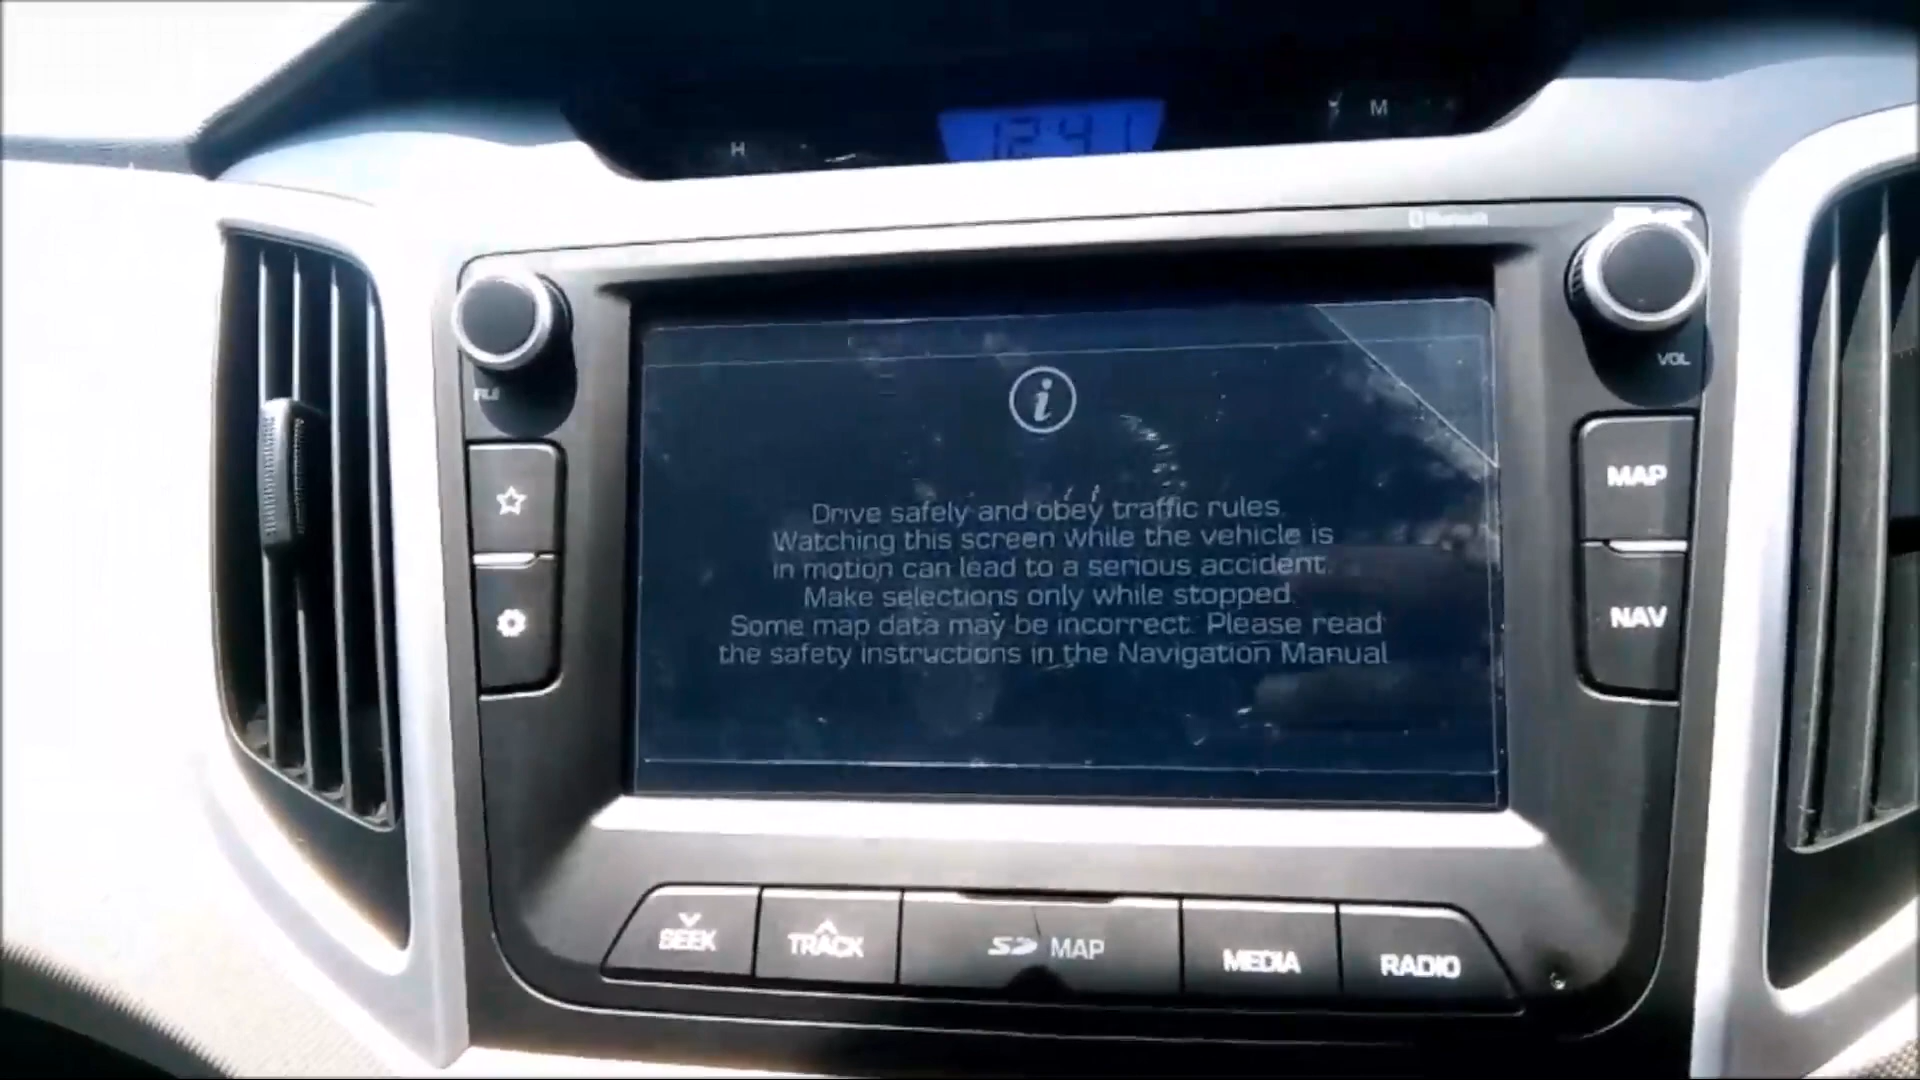 H
12:41
M
Bluetooth
FILE
VOL
MAP
NAV
i
Drive safely and obey traffic rules.
Watching this screen while the vehicle is
in motion can lead to a serious accident.
Make selections only while stopped.
Some map data may be incorrect. Please read
the safety instructions in the Navigation Manual
SEEK
TRACK
SD MAP
MEDIA
RADIO